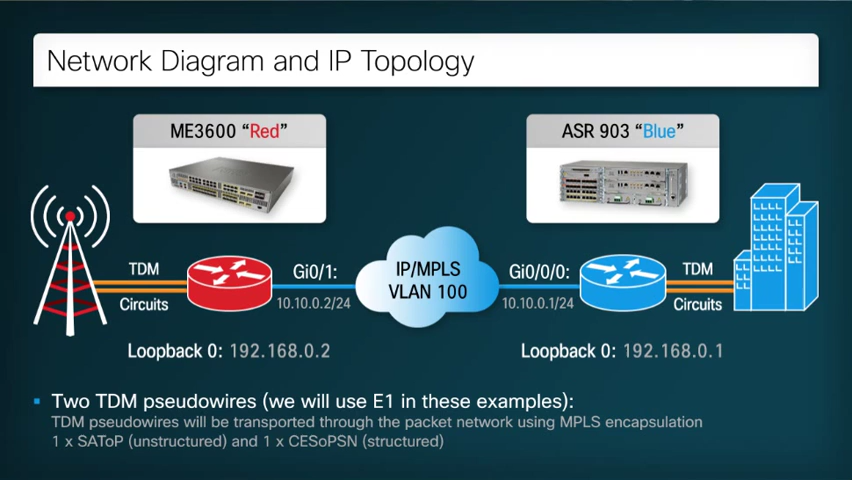 Network Diagram and IP Topology
ME3600 "Red"
ASR 903 "Blue"
TDM
Circuits
Gi0/1:
10.10.0.2/24
IP/MPLS
VLAN 100
Gi0/0/0:
10.10.0.1/24
TDM
Circuits
Loopback 0: 192.168.0.2
Loopback 0: 192.168.0.1
Two TDM pseudowires (we will use E1 in these examples):
TDM pseudowires will be transported through the packet network using MPLS encapsulation
1 x SAToP (unstructured) and 1 x CESoPSN (structured)